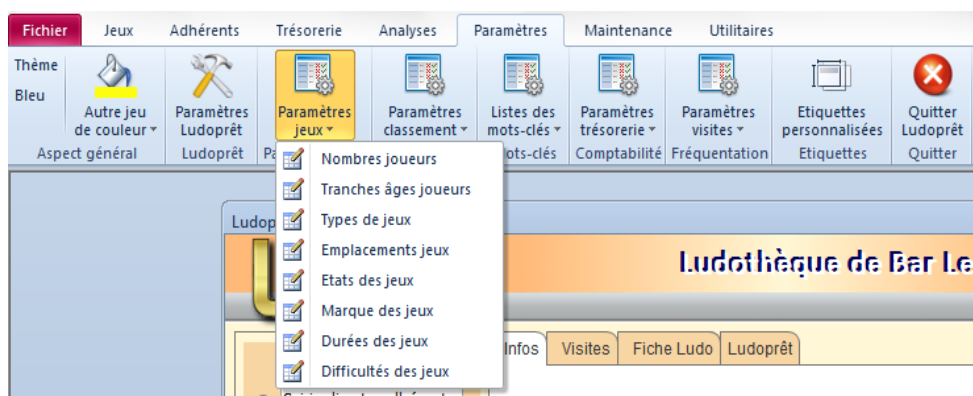 Fichier Jeux Adhérents Trésorerie Analyses Paramètres Maintenance Utilitaires
Thème
Bleu
Autre jeu
de couleur
Paramètres
Ludoprêt
Paramètres
jeux
Paramètres
classement
Listes des
mots-clés
Paramètres
trésorerie
Paramètres
visites
Etiquettes
personnalisées
Quitter
Ludoprêt
Aspect général Ludoprêt Comptabilité Fréquentation Etiquettes Quitter
Nombres joueurs
Tranches âges joueurs
Types de jeux
Emplacements jeux
Etats des jeux
Marque des jeux
Durées des jeux
Difficultés des jeux
Ludothèque de Bar Le
Infos Visites Fiche Ludo Ludoprêt